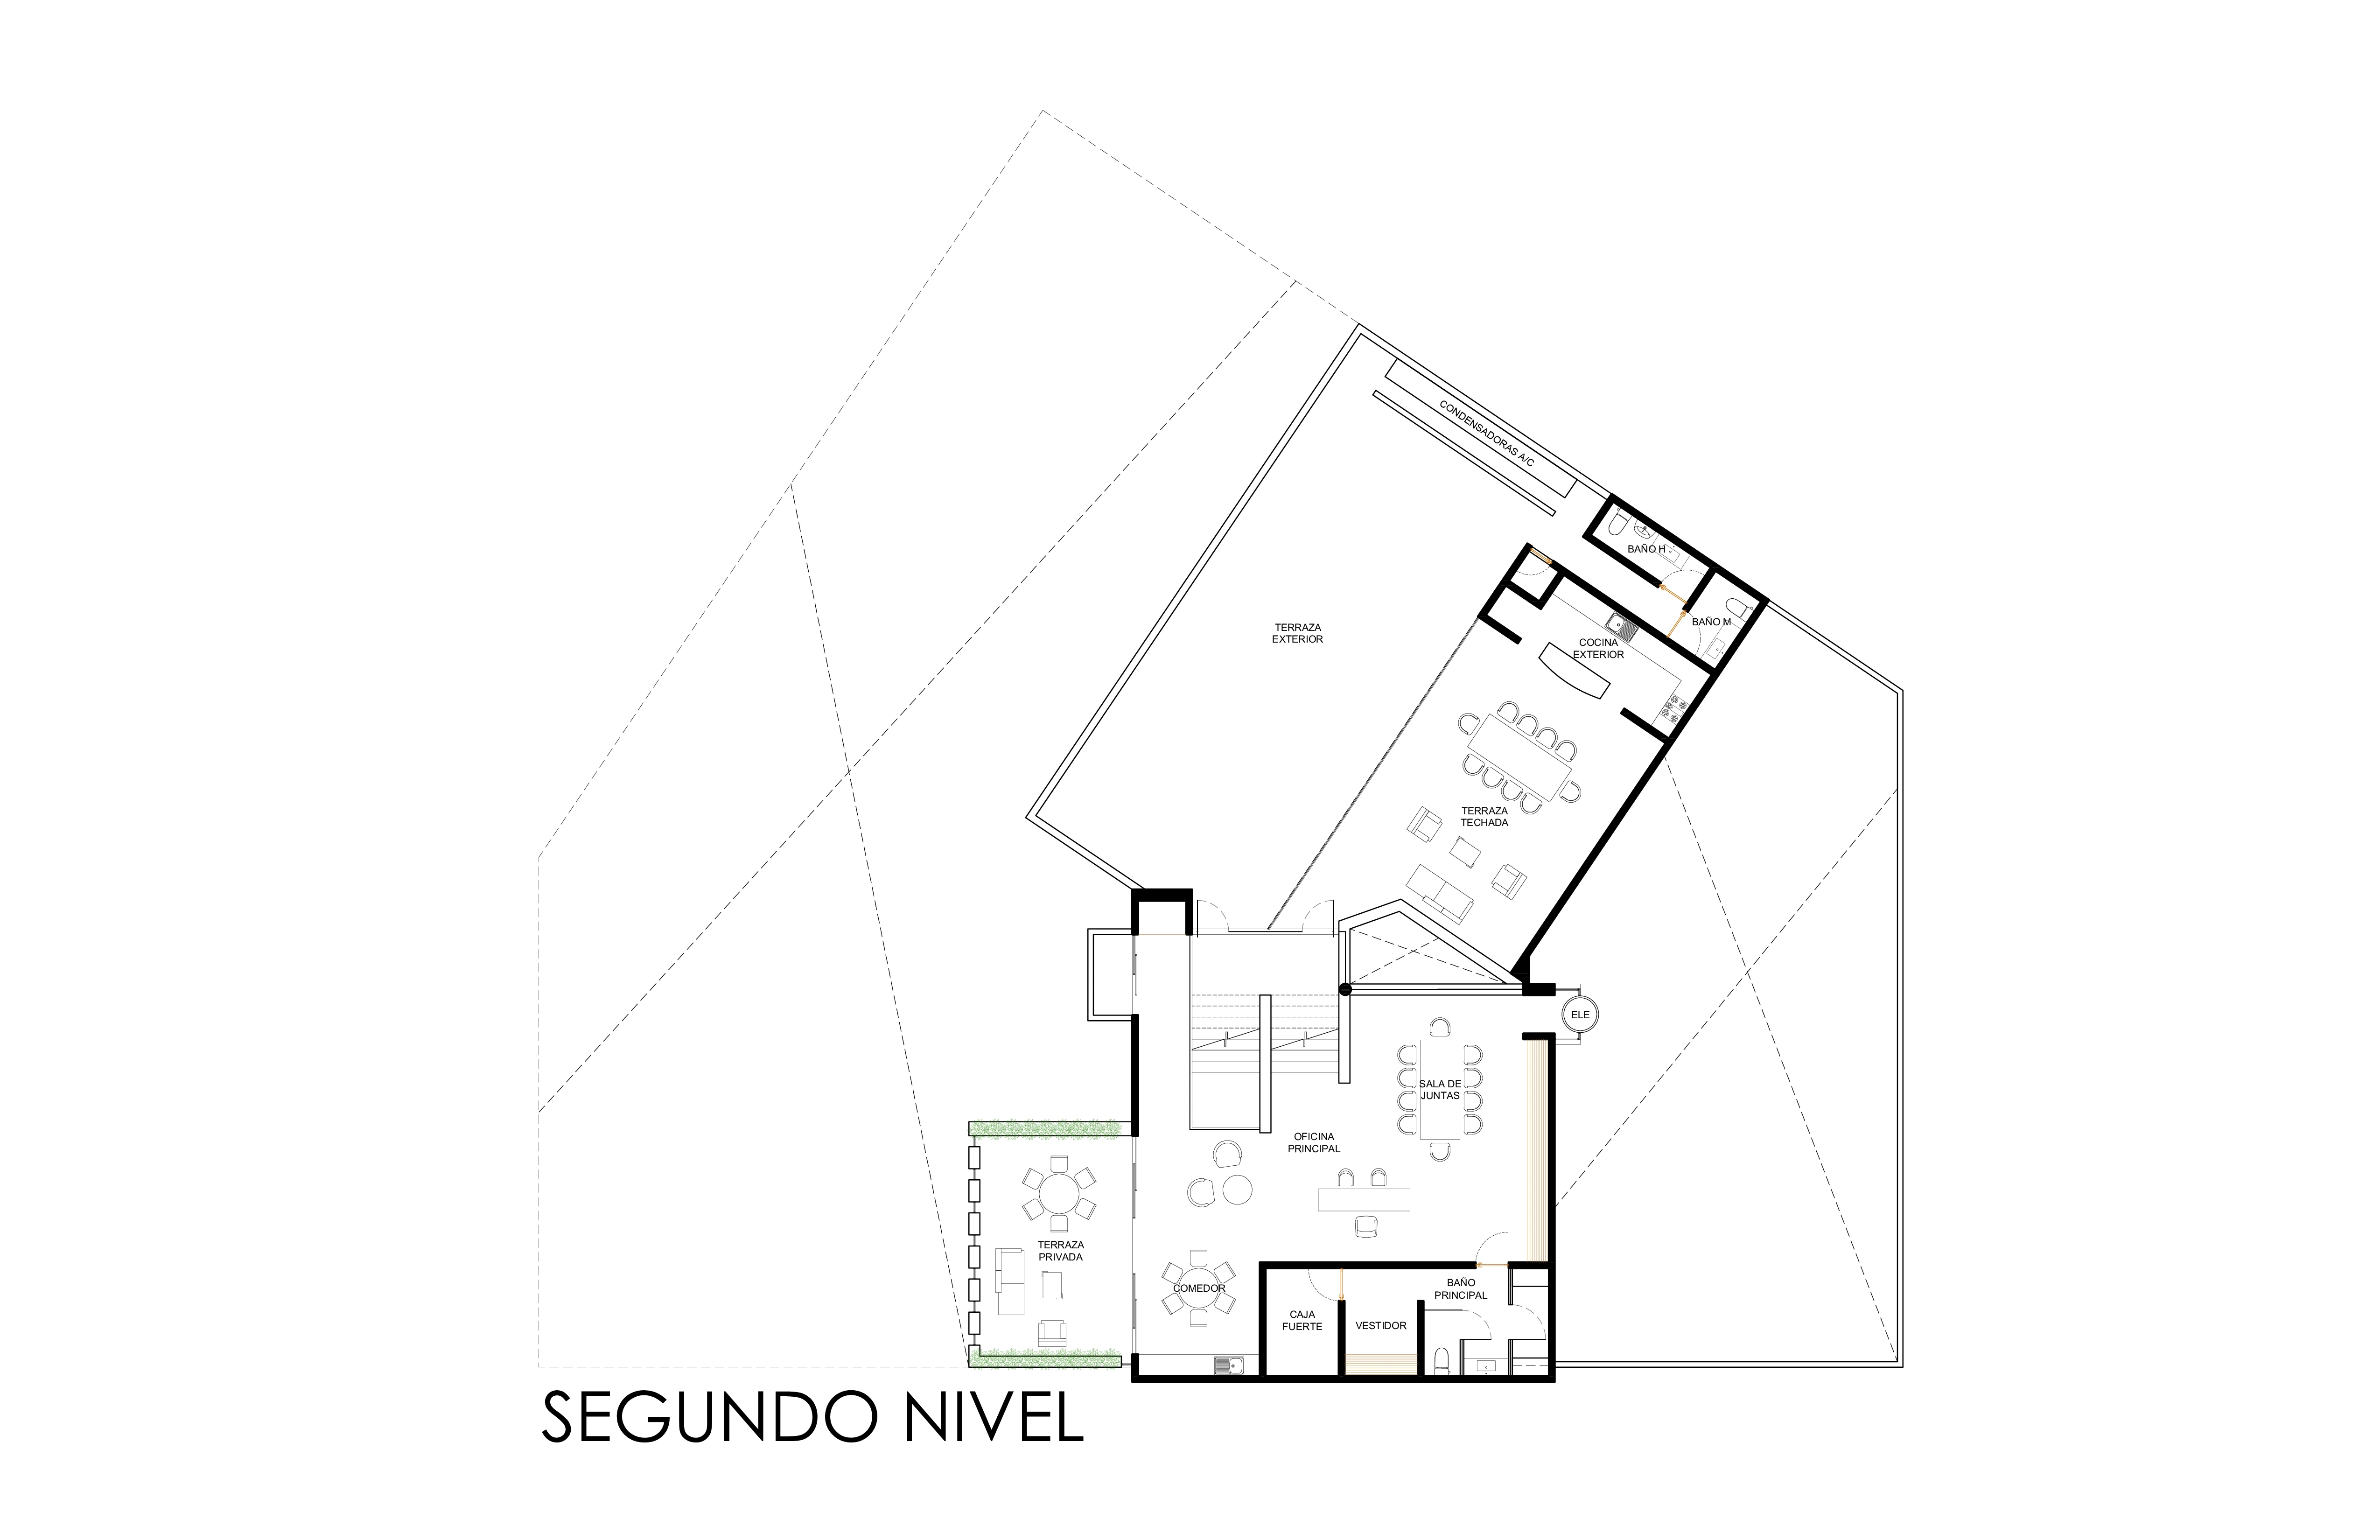 CONDENSADORAS A/C
BAÑO H
BAÑO M
TERRAZA
EXTERIOR
COCINA
EXTERIOR
TERRAZA
TECHADA
ELE
SALA DE
JUNTAS
OFICINA
PRINCIPAL
TERRAZA
PRIVADA
COMEDOR
BAÑO
PRINCIPAL
CAJA
FUERTE
VESTIDOR
SEGUNDO NIVEL